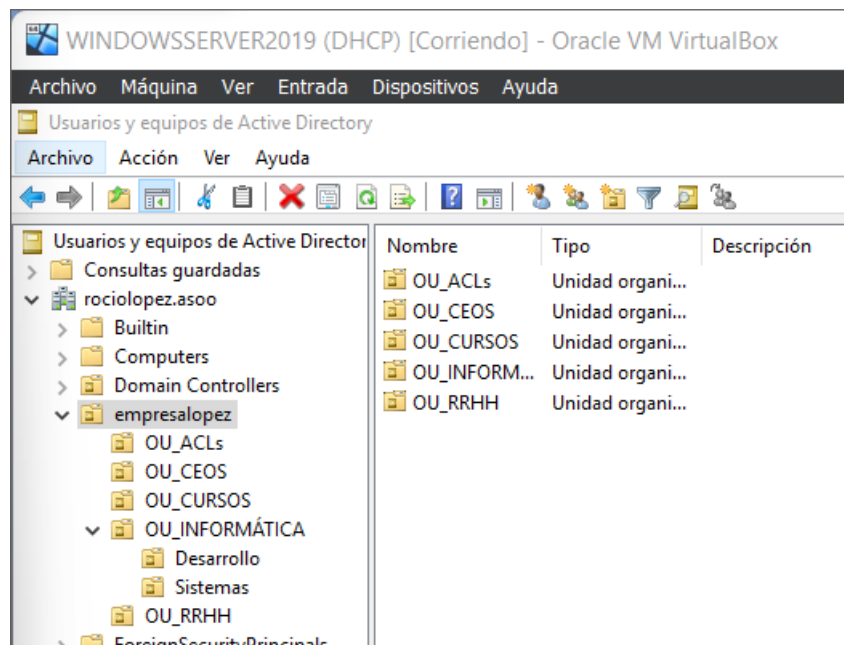 WINDOWSSERVER2019 (DHCP) [Corriendo] - Oracle VM VirtualBox
Archivo Máquina Ver Entrada Dispositivos Ayuda
Usuarios y equipos de Active Directory
Archivo Acción Ver Ayuda
Usuarios y equipos de Active Director
Consultas guardadas
rociolopez.asoo
Builtin
Computers
Domain Controllers
empresalopez
OU_ACLs
OU_CEOS
OU_CURSOS
OU_INFORMÁTICA
Desarrollo
Sistemas
OU_RRHH
ForeignSecurityPrincipals
Nombre Tipo Descripción
OU_ACLs Unidad organi...
OU_CEOS Unidad organi...
OU_CURSOS Unidad organi...
OU_INFORM... Unidad organi...
OU_RRHH Unidad organi...